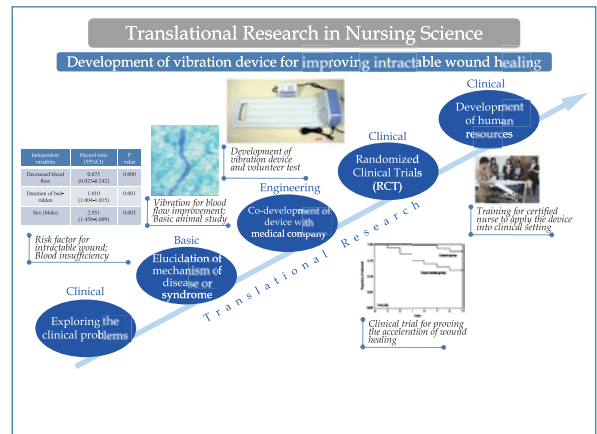 Translational Research in Nursing Science
Development of vibration device for improving intractable wound healing
Clinical
Development
of human
resources
Clinical
Randomized
Clinical Trials
(RCT)
Development of
vibration device
and volunteer test
Independent variables Hazard ratio (95%CI) P value
Decreased blood flow 0.075 (0.023-0.242) 0.000
Duration of bed-ridden 1.010 (1.004-1.015) 0.001
Sex (Male) 2.951 0.003
Vibration for blood
flow improvement;
Basic animal study
Engineering
Co-development of
device with
medical company
Training for certified
nurse to apply the device
into clinical setting
Risk factor for
intractable wound;
Blood insufficiency
Basic
Elucidation of
mechanism of
disease or
syndrome
Translational Research
Clinical
Exploring the
clinical problems
Clinical trial for proving
the acceleration of wound
healing